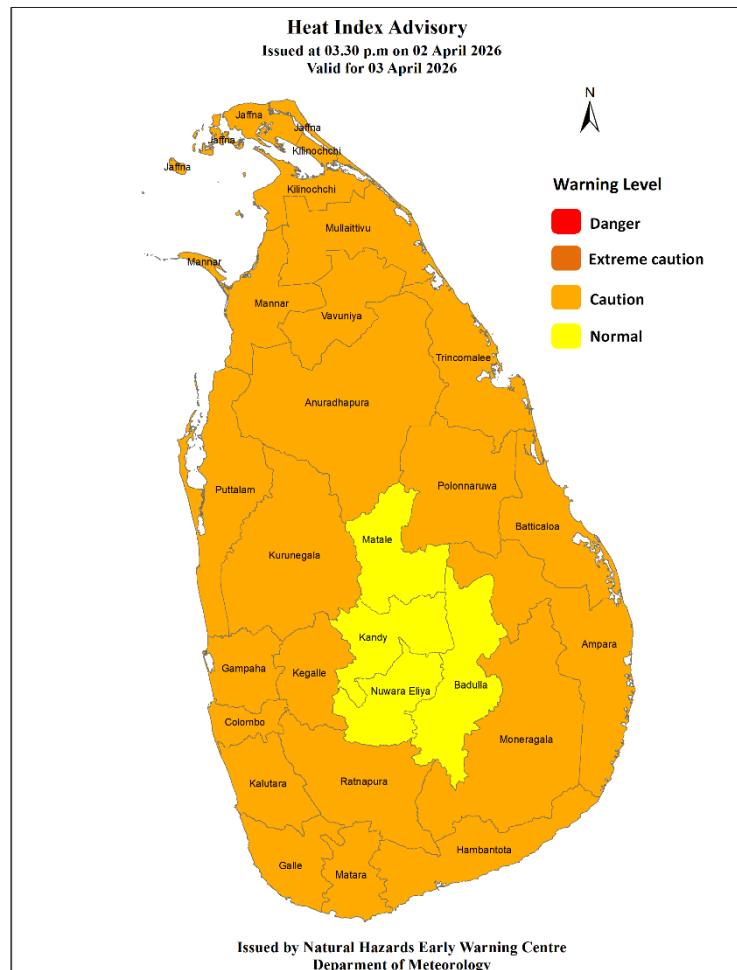 Heat Index Advisory
Issued at 03.30 p.m on 02 April 2026
Valid for 03 April 2026
N
Warning Level
Danger
Extreme caution
Caution
Normal
Jaffna
Jaffna
Jaffna
Jaffna
Kilinochchi
Kilinochchi
Mullaittivu
Mannar
Mannar
Vavuniya
Trincomalee
Anuradhapura
Polonnaruwa
Puttalam
Batticaloa
Matale
Kurunegala
Kandy
Ampara
Gampaha
Kegalle
Nuwara Eliya
Badulla
Colombo
Moneragala
Kalutara
Ratnapura
Hambantota
Galle
Matara
Issued by Natural Hazards Early Warning Centre
Deparment of Meteorology